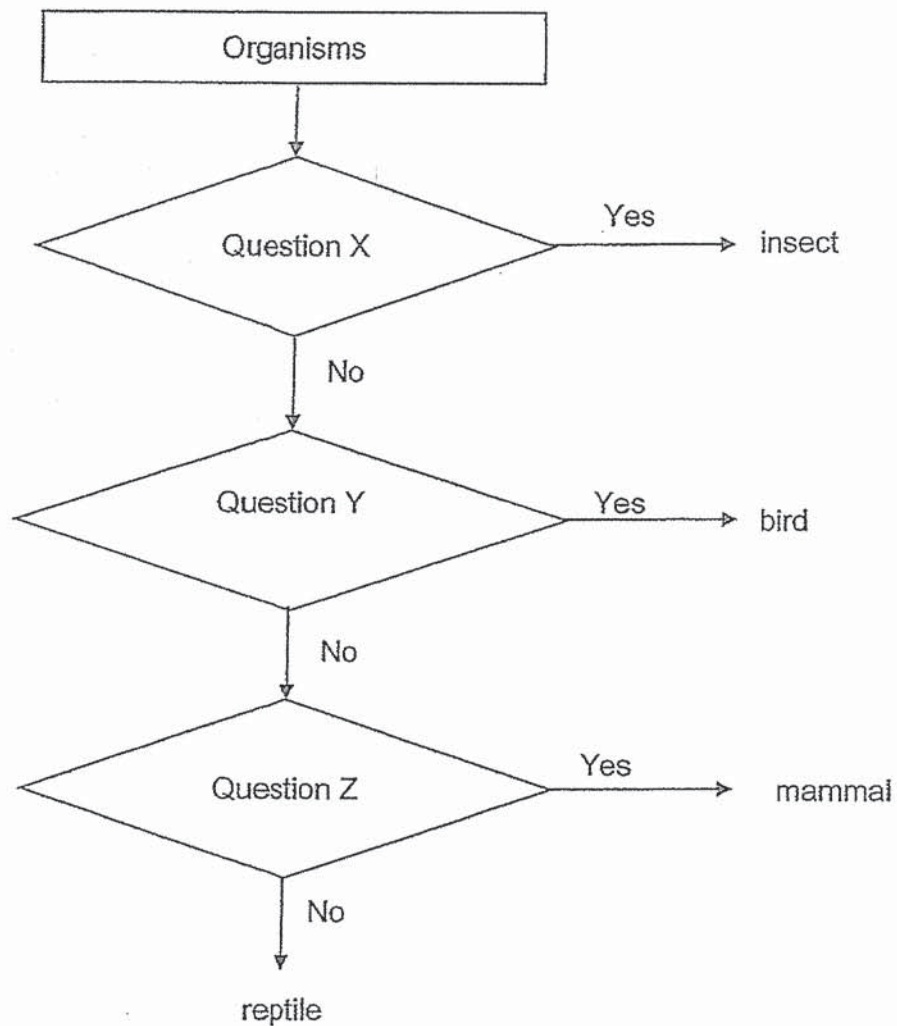 Organisms
Question X
Yes
insect
No
Question Y
Yes
bird
No
Question Z
Yes
mammal
No
reptile